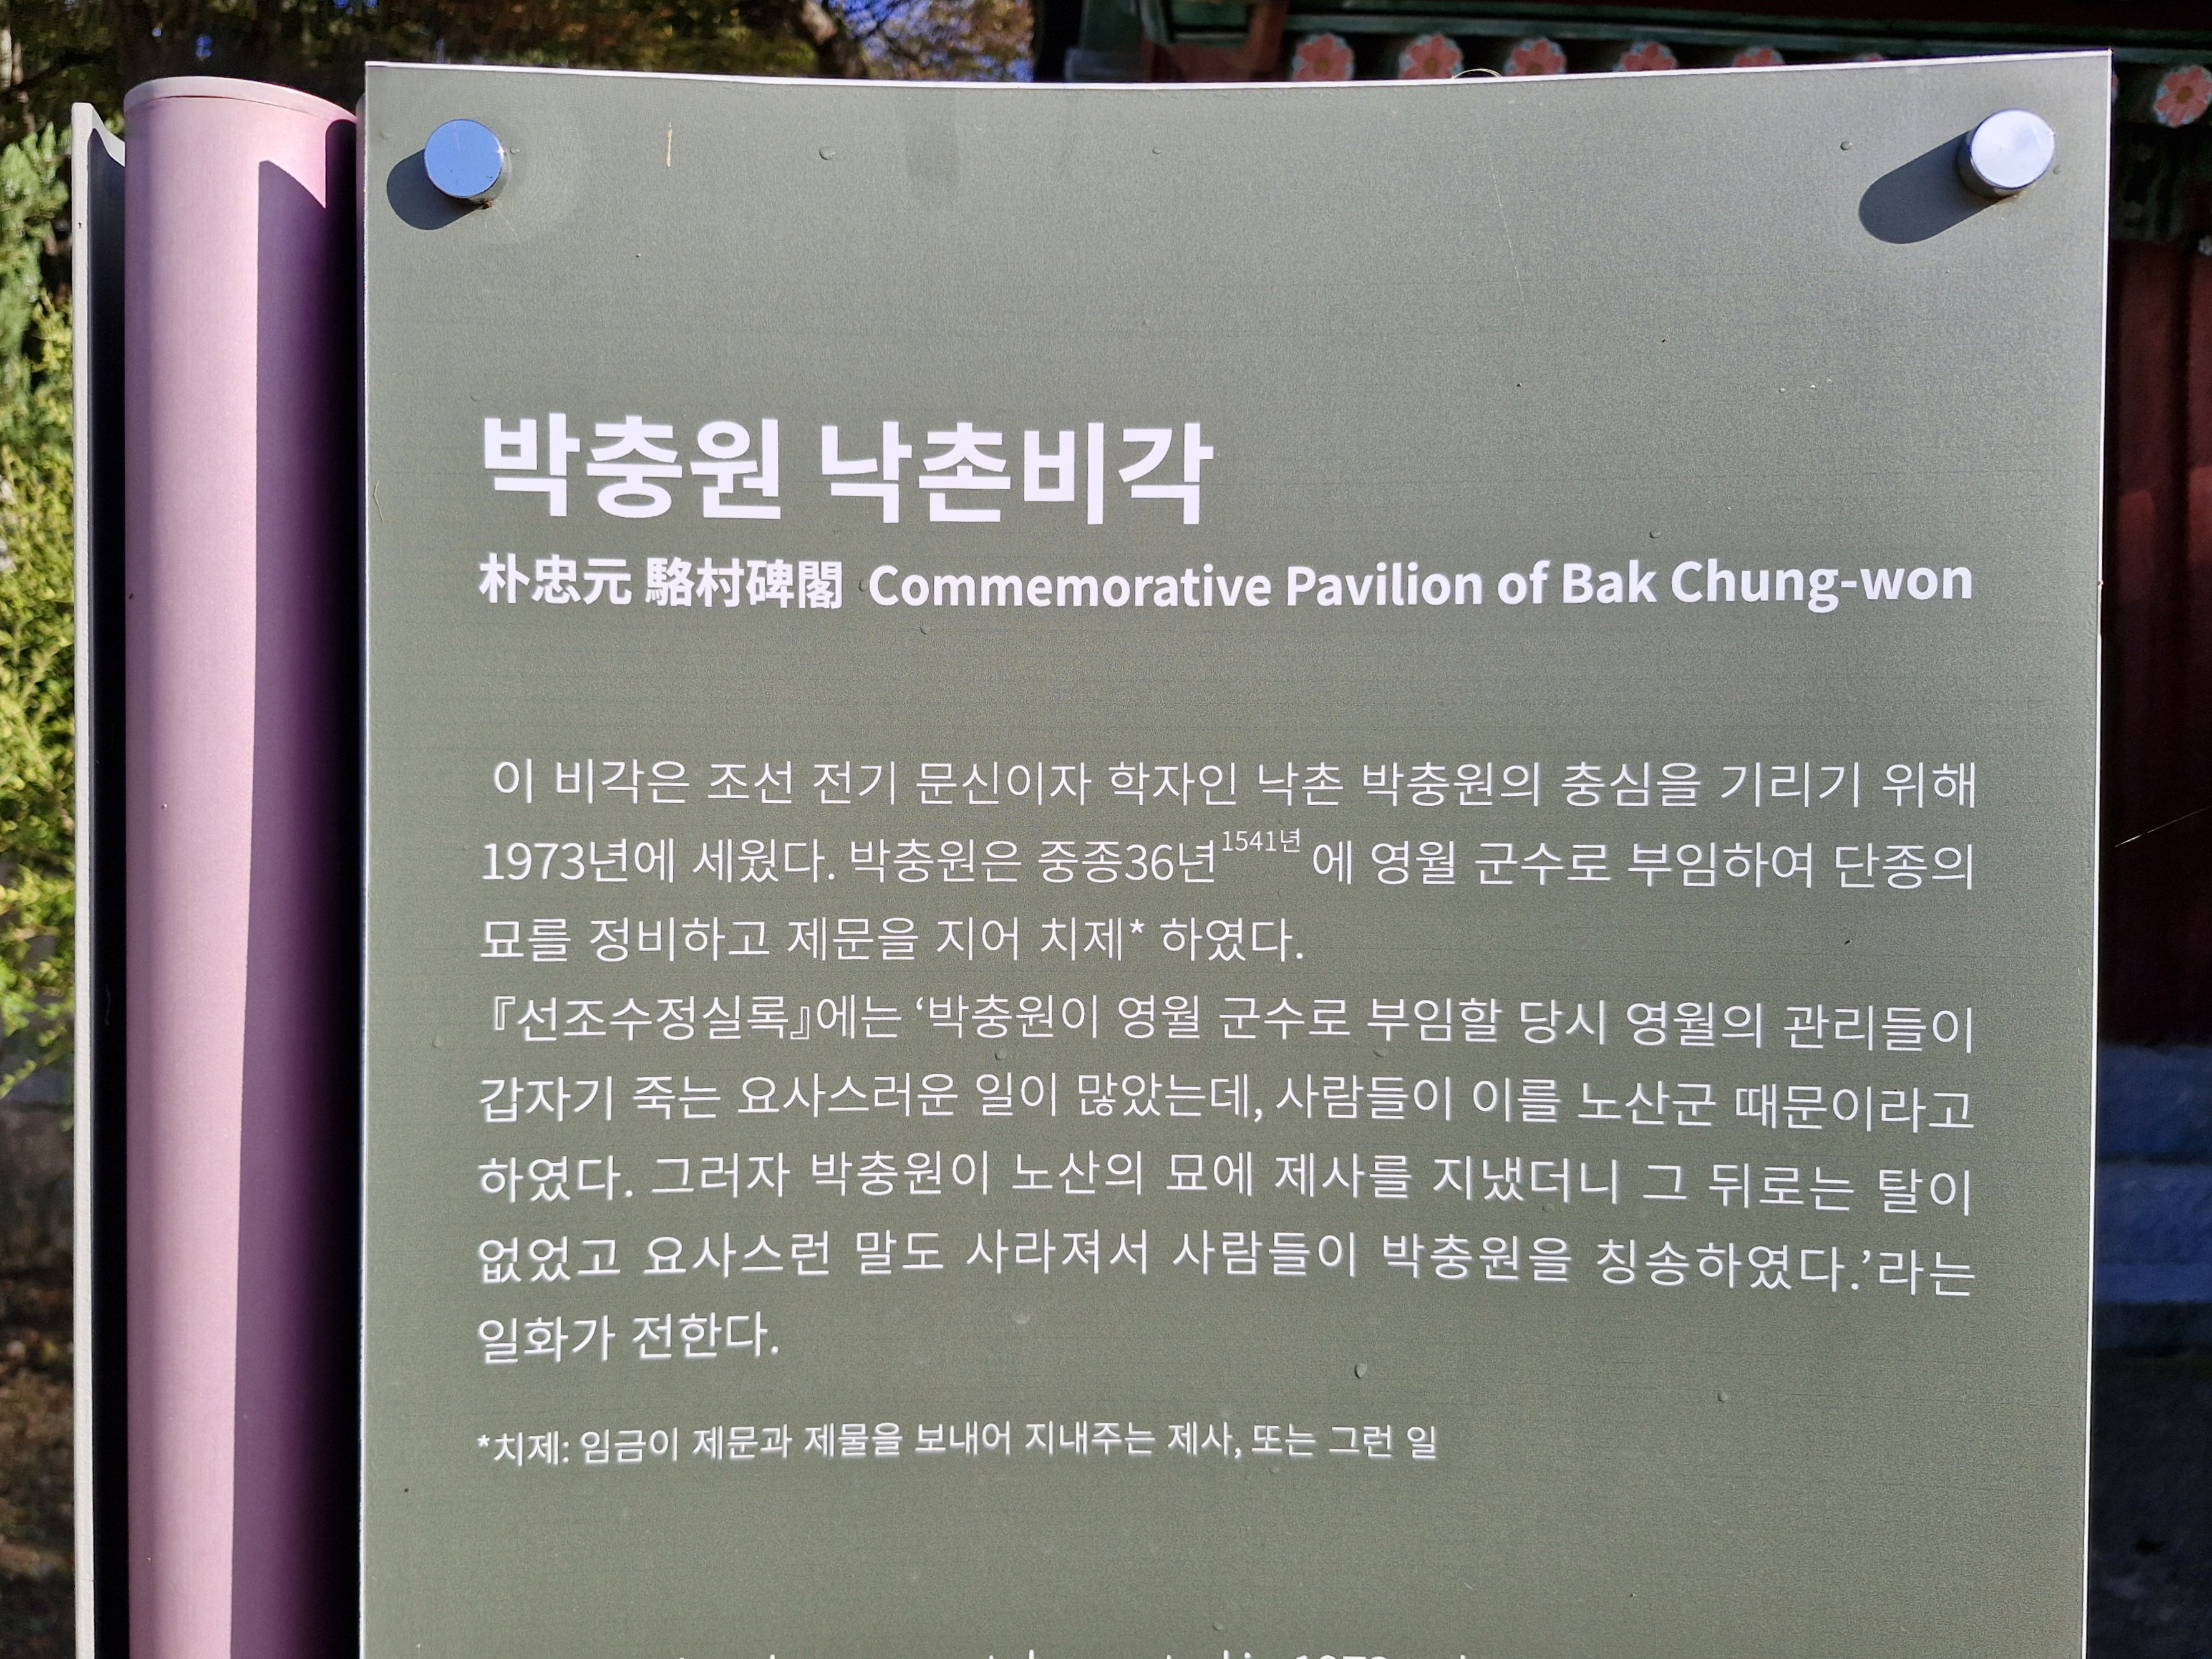 박충원 낙촌비각
朴忠元 駱村碑閣 Commemorative Pavilion of Bak Chung-won
이 비각은 조선 전기 문신이자 학자인 낙촌 박충원의 충심을 기리기 위해
1973년에 세웠다. 박충원은 중종36년1541년 에 영월 군수로 부임하여 단종의
묘를 정비하고 제문을 지어 치제* 하였다.
『선조수정실록』에는 ‘박충원이 영월 군수로 부임할 당시 영월의 관리들이
갑자기 죽는 요사스러운 일이 많았는데, 사람들이 이를 노산군 때문이라고
하였다. 그러자 박충원이 노산의 묘에 제사를 지냈더니 그 뒤로는 탈이
없었고 요사스런 말도 사라져서 사람들이 박충원을 칭송하였다.’라는
일화가 전한다.
*치제: 임금이 제문과 제물을 보내어 지내주는 제사, 또는 그런 일